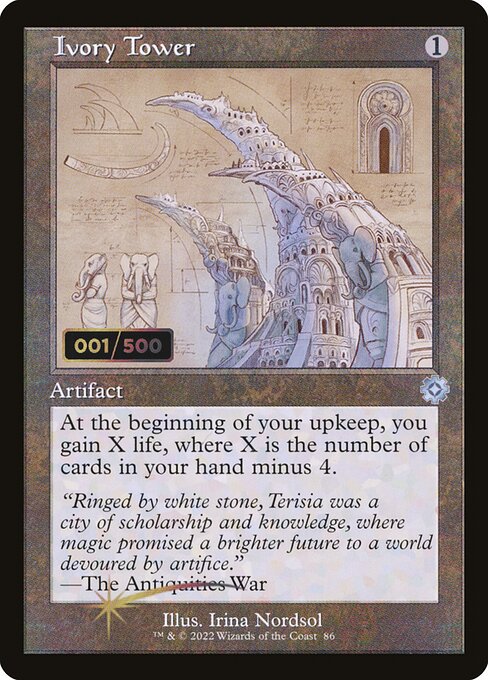 Ivory Tower
1
001/500
Artifact
At the beginning of your upkeep, you
gain X life, where X is the number of
cards in your hand minus 4.
“Ringed by white stone, Terisia was a
city of scholarship and knowledge, where
magic promised a brighter future to a world
devoured by artifice.”
—The Antiquities War
Illus. Irina Nordsol
™ & © 2022 Wizards of the Coast 86